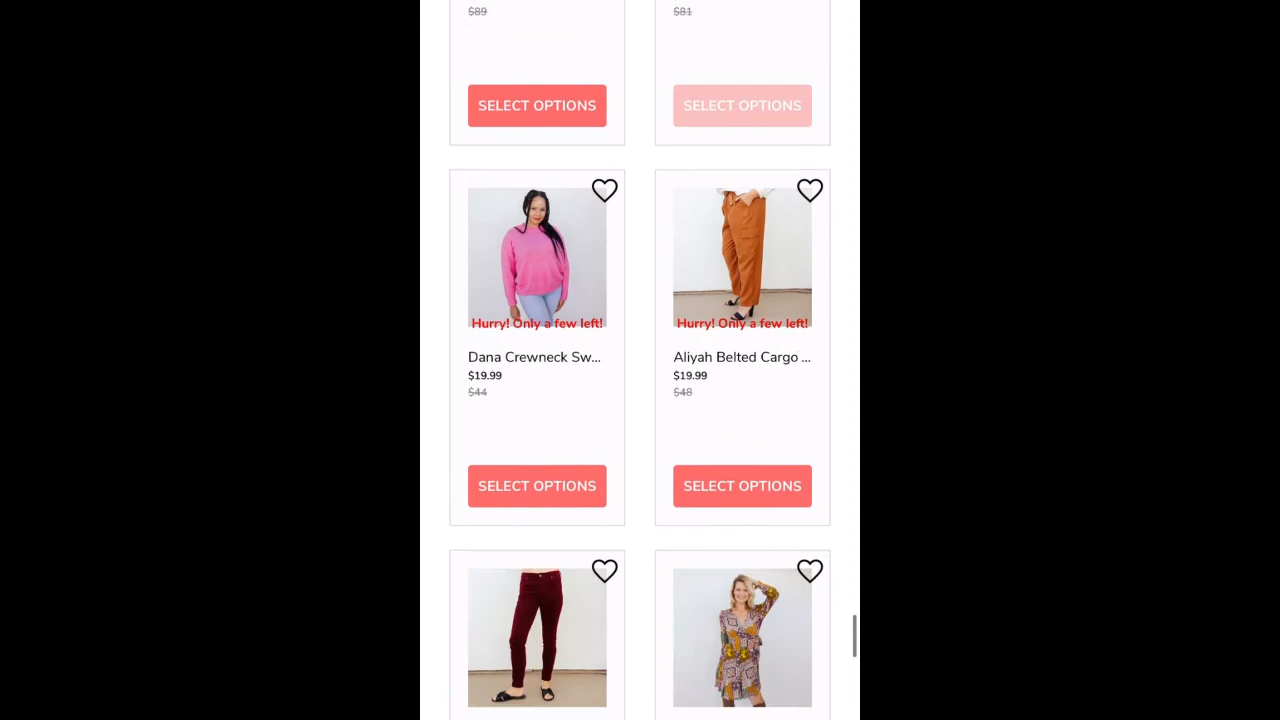 $89
$81
SELECT OPTIONS
SELECT OPTIONS
Hurry! Only a few left!
Hurry! Only a few left!
Dana Crewneck Sw...
Aliyah Belted Cargo ...
$19.99
$19.99
$44
$48
SELECT OPTIONS
SELECT OPTIONS